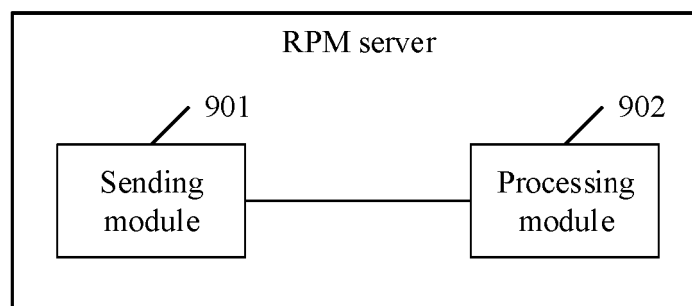 RPM server
901
902
Sending
module
Processing
module